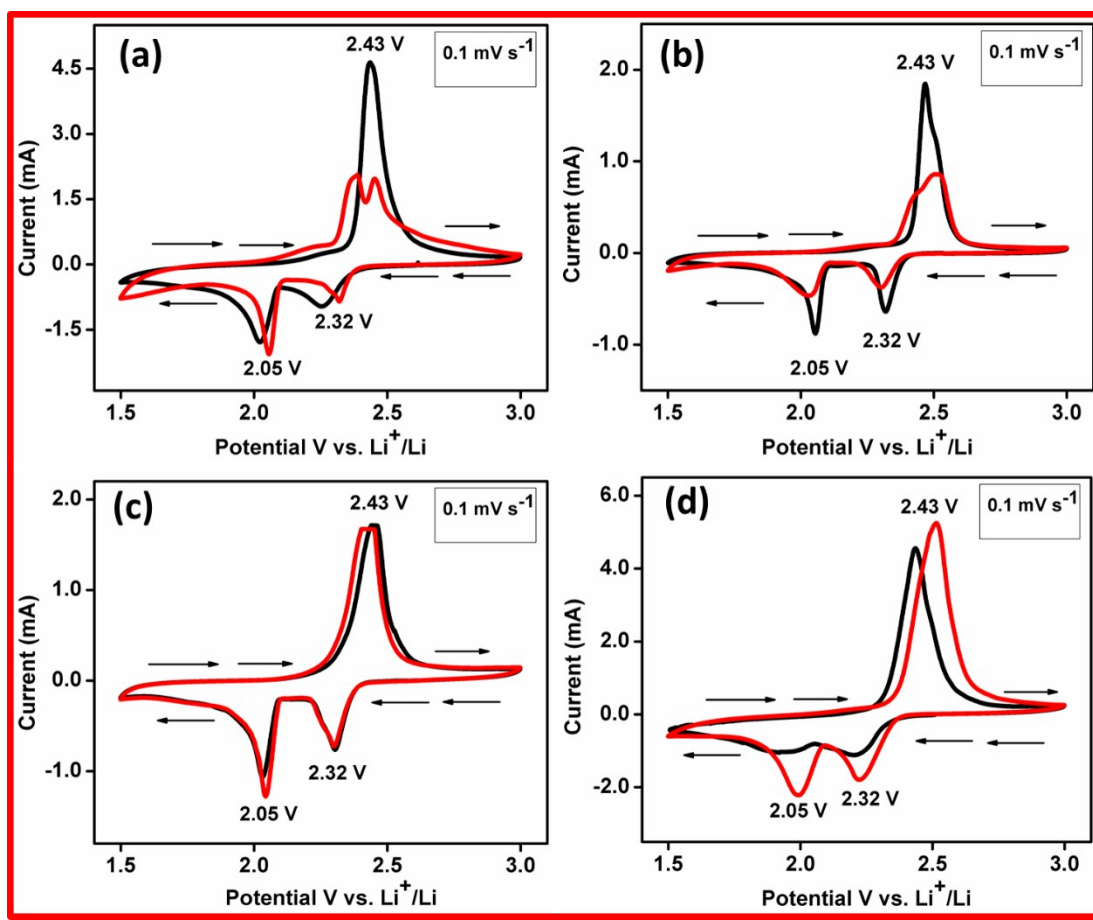 (a)
2.43 V
0.1 mV s⁻¹
4.5
3.0
1.5
0.0
-1.5
Current (mA)
2.32 V
2.05 V
1.5 2.0 2.5 3.0
Potential V vs. Li⁺/Li
(b)
2.43 V
0.1 mV s⁻¹
2.0
1.0
0.0
-1.0
Current (mA)
2.05 V 2.32 V
1.5 2.0 2.5 3.0
Potential V vs. Li⁺/Li
(c)
2.43 V
0.1 mV s⁻¹
2.0
1.0
0.0
-1.0
Current (mA)
2.32 V
2.05 V
1.5 2.0 2.5 3.0
Potential V vs. Li⁺/Li
(d)
2.43 V
0.1 mV s⁻¹
6.0
4.0
2.0
0.0
-2.0
Current (mA)
2.05 V 2.32 V
1.5 2.0 2.5 3.0
Potential V vs. Li⁺/Li